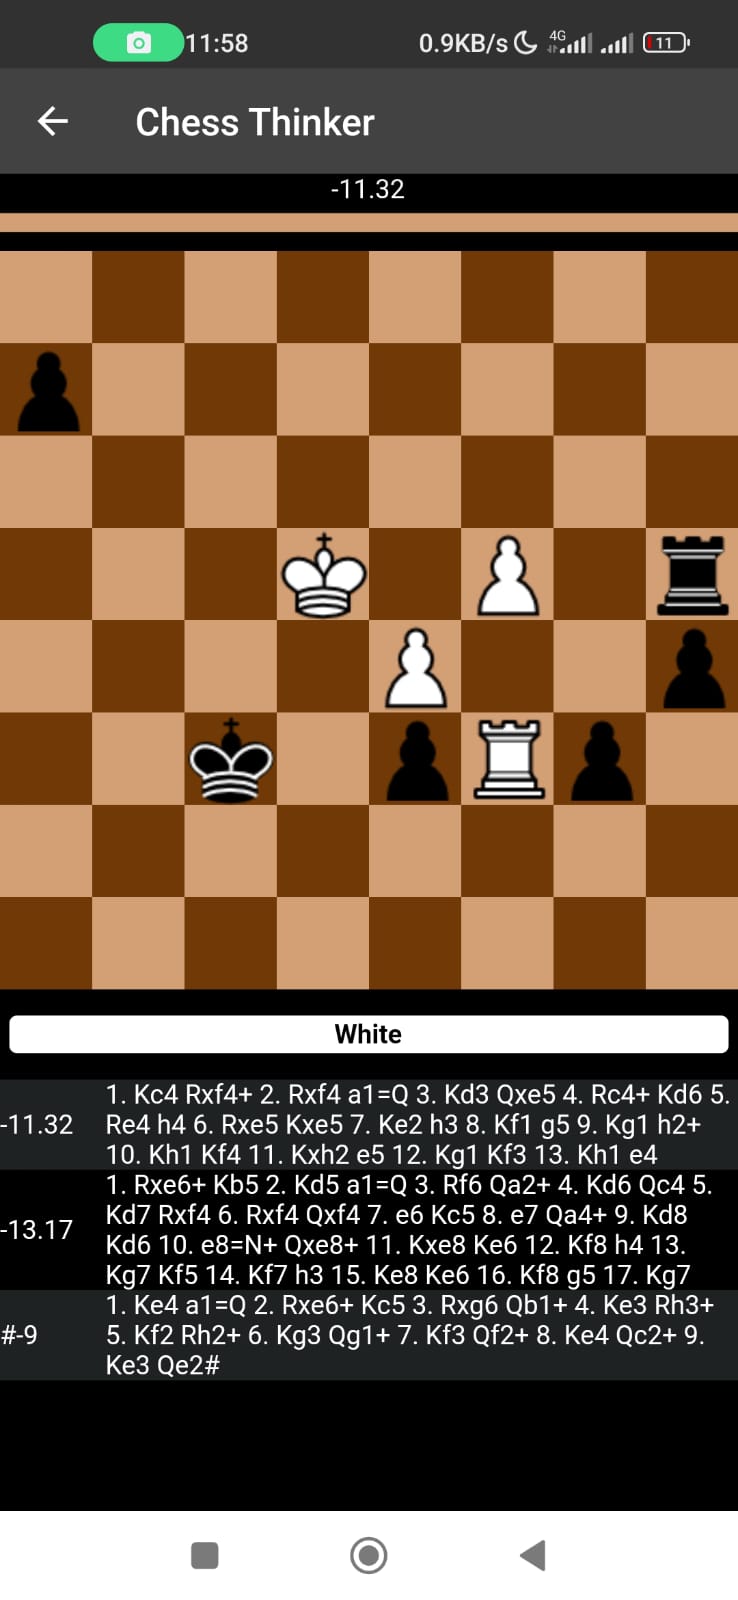 11:58 0.9KB/s 4G 11
Chess Thinker
-11.32
White
1. Kc4 Rxf4+ 2. Rxf4 a1=Q 3. Kd3 Qxe5 4. Rc4+ Kd6 5.
-11.32 Re4 h4 6. Rxe5 Kxe5 7. Ke2 h3 8. Kf1 g5 9. Kg1 h2+
10. Kh1 Kf4 11. Kxh2 e5 12. Kg1 Kf3 13. Kh1 e4
1. Rxe6+ Kb5 2. Kd5 a1=Q 3. Rf6 Qa2+ 4. Kd6 Qc4 5.
-13.17 Kd7 Rxf4 6. Rxf4 Qxf4 7. e6 Kc5 8. e7 Qa4+ 9. Kd8
Kd6 10. e8=N+ Qxe8+ 11. Kxe8 Ke6 12. Kf8 h4 13.
Kg7 Kf5 14. Kf7 h3 15. Ke8 Ke6 16. Kf8 g5 17. Kg7
1. Ke4 a1=Q 2. Rxe6+ Kc5 3. Rxg6 Qb1+ 4. Ke3 Rh3+
#-9 5. Kf2 Rh2+ 6. Kg3 Qg1+ 7. Kf3 Qf2+ 8. Ke4 Qc2+ 9.
Ke3 Qe2#